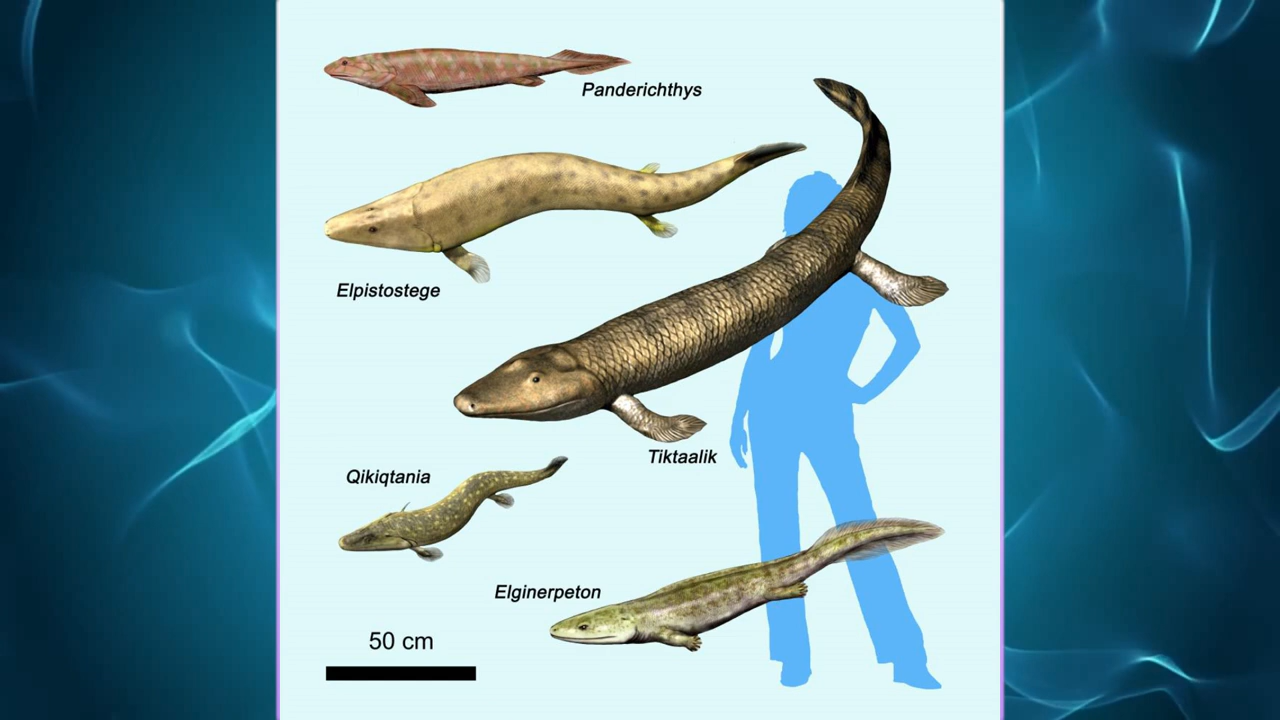 Panderichthys
Elpistostege
Tiktaalik
Qikiqtania
Elginerpeton
50 cm